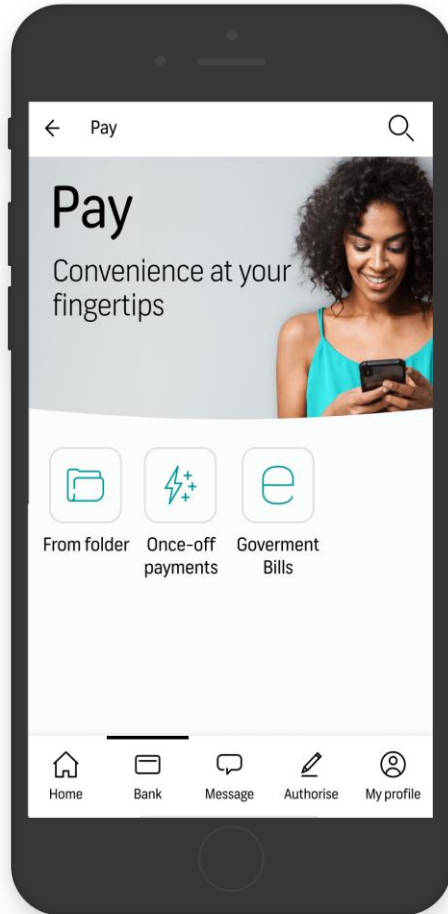 Pay
Pay
Convenience at your
fingertips
From folder
Once-off
payments
Goverment
Bills
Home
Bank
Message
Authorise
My profile